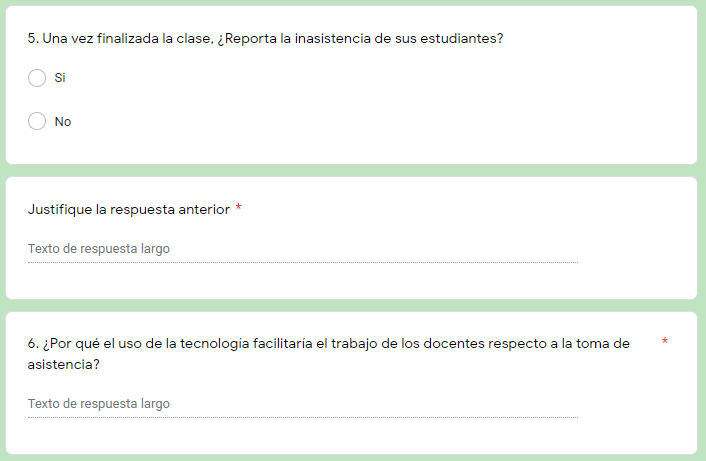 5. Una vez finalizada la clase, ¿Reporta la inasistencia de sus estudiantes?
Si
No
Justifique la respuesta anterior *
Texto de respuesta largo
6. ¿Por qué el uso de la tecnología facilitaría el trabajo de los docentes respecto a la toma de *
asistencia?
Texto de respuesta largo